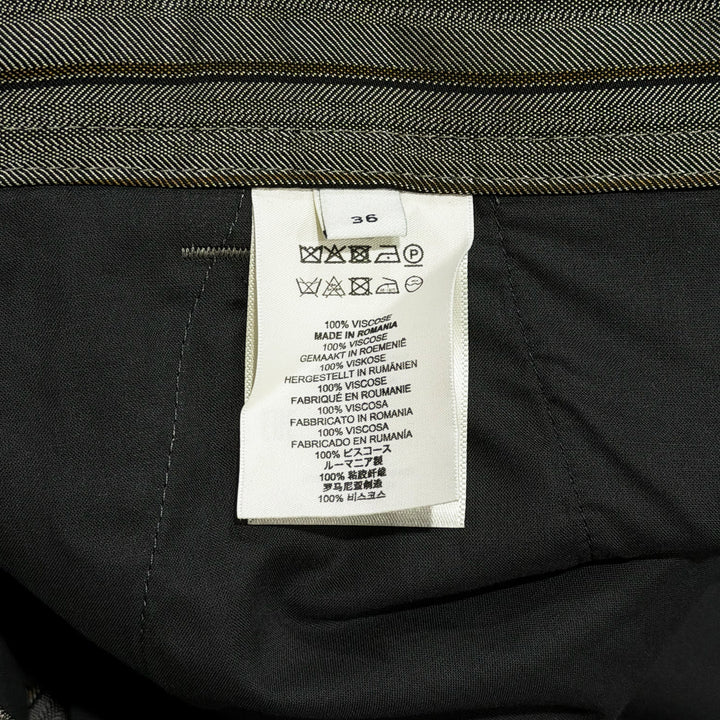 36
P
100% VISCOSE
MADE IN ROMANIA
100% VISCOSE
GEMAAKT IN ROEMENIË
100% VISKOSE
HERGESTELLT IN RUMÄNIEN
100% VISCOSE
FABRIQUÉ EN ROUMANIE
100% VISCOSA
FABBRICATO IN ROMANIA
100% VISCOSA
FABRICADO EN RUMANÍA
100% ビスコース
ルーマニア製
100% 粘胶纤维
罗马尼亚制造
100% 비스코스